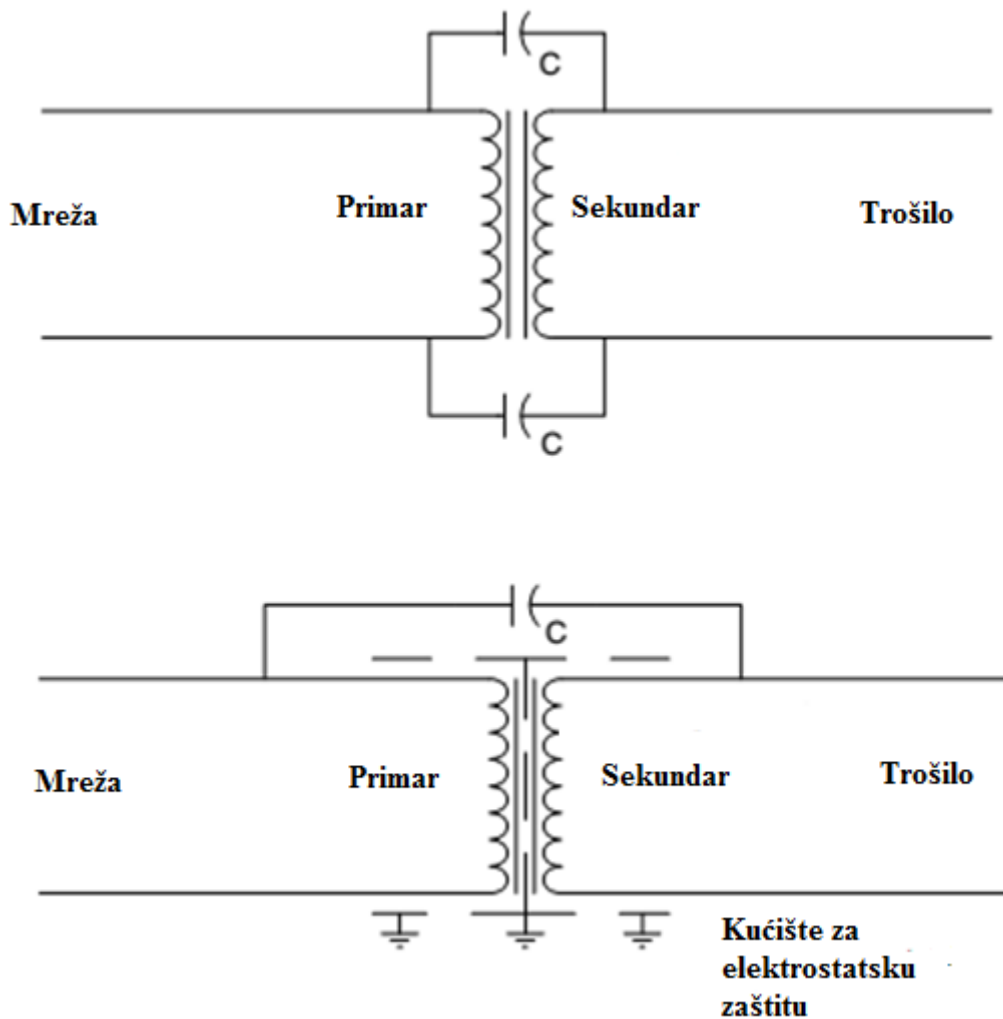 C
Mreža
Primar
Sekundar
Trošilo
C
C
Mreža
Primar
Sekundar
Trošilo
Kućište za
elektrostatsku
zaštitu